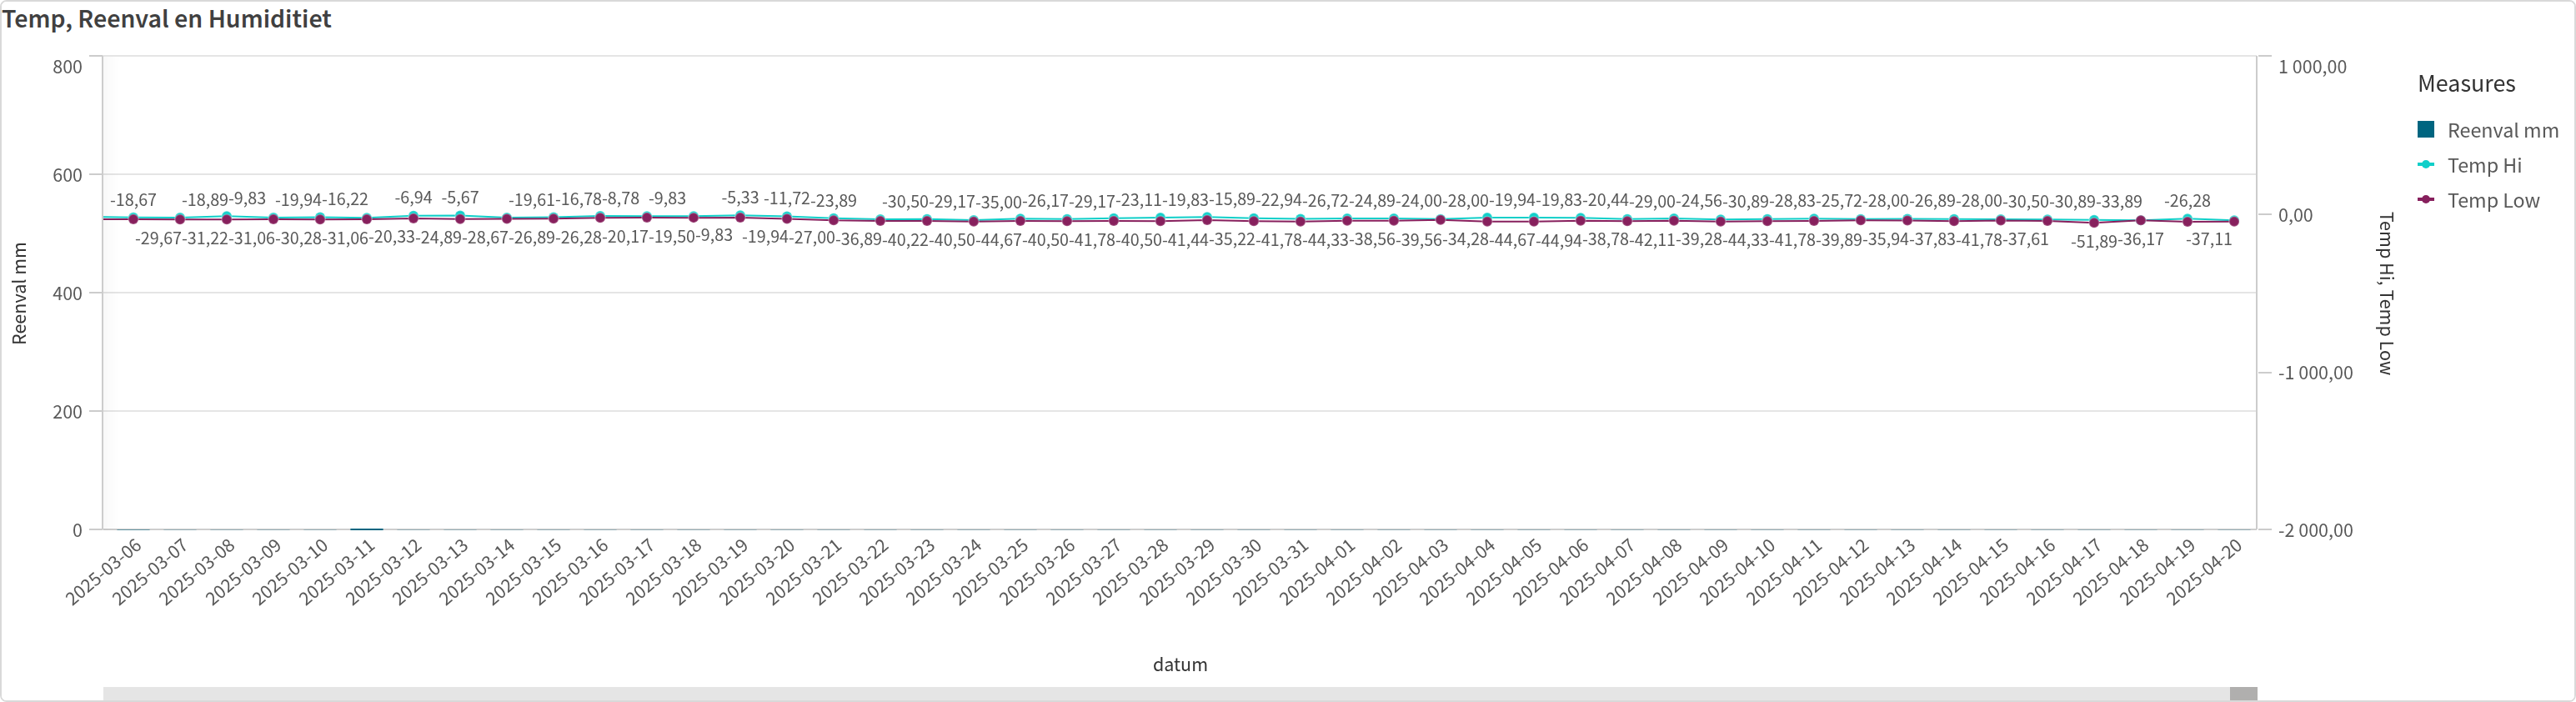 Temp, Reenval en Humiditiet
800
600
400
200
0
Reenval mm
-18,67 -18,89 -9,83 -19,94 -16,22 -6,94 -5,67 -19,61 -16,78 -8,78 -9,83 -5,33 -11,72 -23,89 -30,50 -29,17 -35,00 -26,17 -29,17 -23,11 -19,83 -15,89 -22,94 -26,72 -24,89 -24,00 -28,00 -19,94 -19,83 -20,44 -29,00 -24,56 -30,89 -28,83 -25,72 -28,00 -26,89 -28,00 -30,50 -30,89 -33,89 -26,28
-29,67 -31,22 -31,06 -30,28 -31,06 -20,33 -24,89 -28,67 -26,89 -26,28 -20,17 -19,50 -9,83 -19,94 -27,00 -36,89 -40,22 -40,50 -44,67 -40,50 -41,78 -40,50 -41,44 -35,22 -41,78 -44,33 -38,56 -39,56 -34,28 -44,67 -44,94 -38,78 -42,11 -39,28 -44,33 -41,78 -39,89 -35,94 -37,83 -41,78 -37,61 -51,89 -36,17 -37,11
1 000,00
0,00
-1 000,00
-2 000,00
Temp Hi, Temp Low
Measures
Reenval mm
Temp Hi
Temp Low
2025-03-06 2025-03-07 2025-03-08 2025-03-09 2025-03-10 2025-03-11 2025-03-12 2025-03-13 2025-03-14 2025-03-15 2025-03-16 2025-03-17 2025-03-18 2025-03-19 2025-03-20 2025-03-21 2025-03-22 2025-03-23 2025-03-24 2025-03-25 2025-03-26 2025-03-27 2025-03-28 2025-03-29 2025-03-30 2025-03-31 2025-04-01 2025-04-02 2025-04-03 2025-04-04 2025-04-05 2025-04-06 2025-04-07 2025-04-08 2025-04-09 2025-04-10 2025-04-11 2025-04-12 2025-04-13 2025-04-14 2025-04-15 2025-04-16 2025-04-17 2025-04-18 2025-04-19 2025-04-20
datum